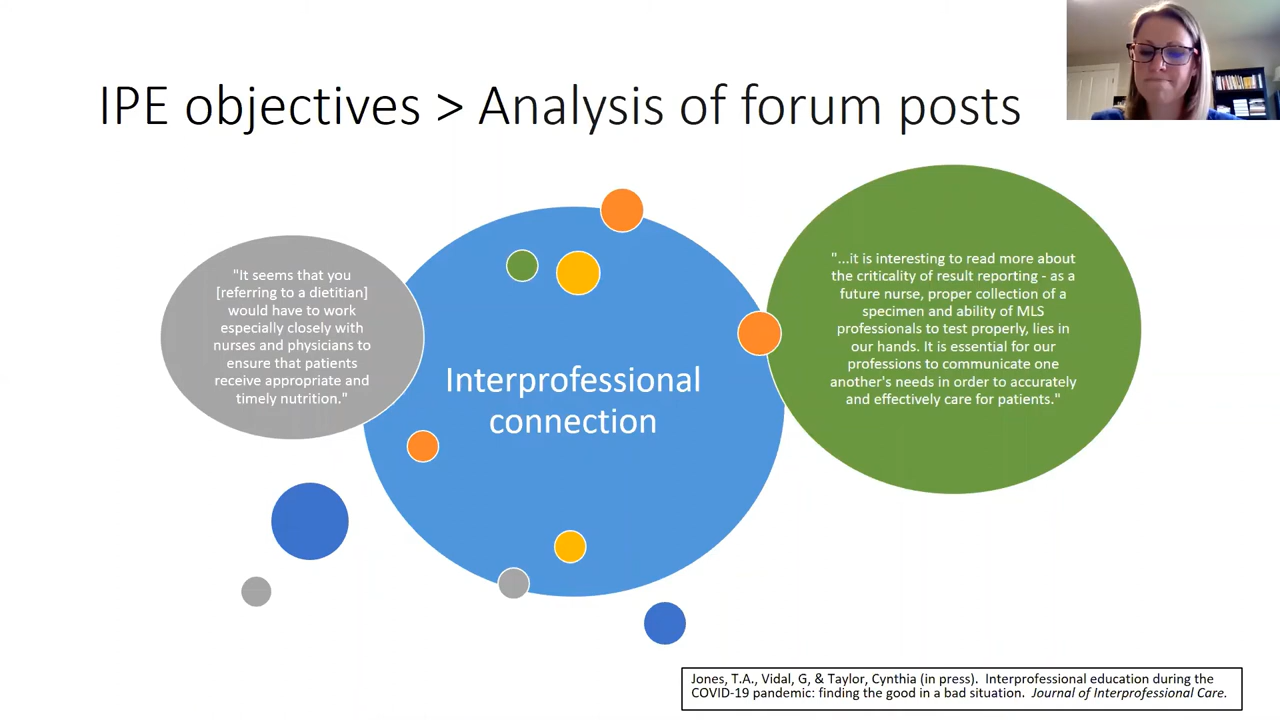 IPE objectives > Analysis of forum posts
"It seems that you
[referring to a dietitian]
would have to work
especially closely with
nurses and physicians to
ensure that patients
receive appropriate and
timely nutrition."
Interprofessional
connection
"...it is interesting to read more about
the criticality of result reporting - as a
future nurse, proper collection of a
specimen and ability of MLS
professionals to test properly, lies in
our hands. It is essential for our
professions to communicate one
another's needs in order to accurately
and effectively care for patients."
Jones, T.A., Vidal, G, & Taylor, Cynthia (in press). Interprofessional education during the
COVID-19 pandemic: finding the good in a bad situation. Journal of Interprofessional Care.